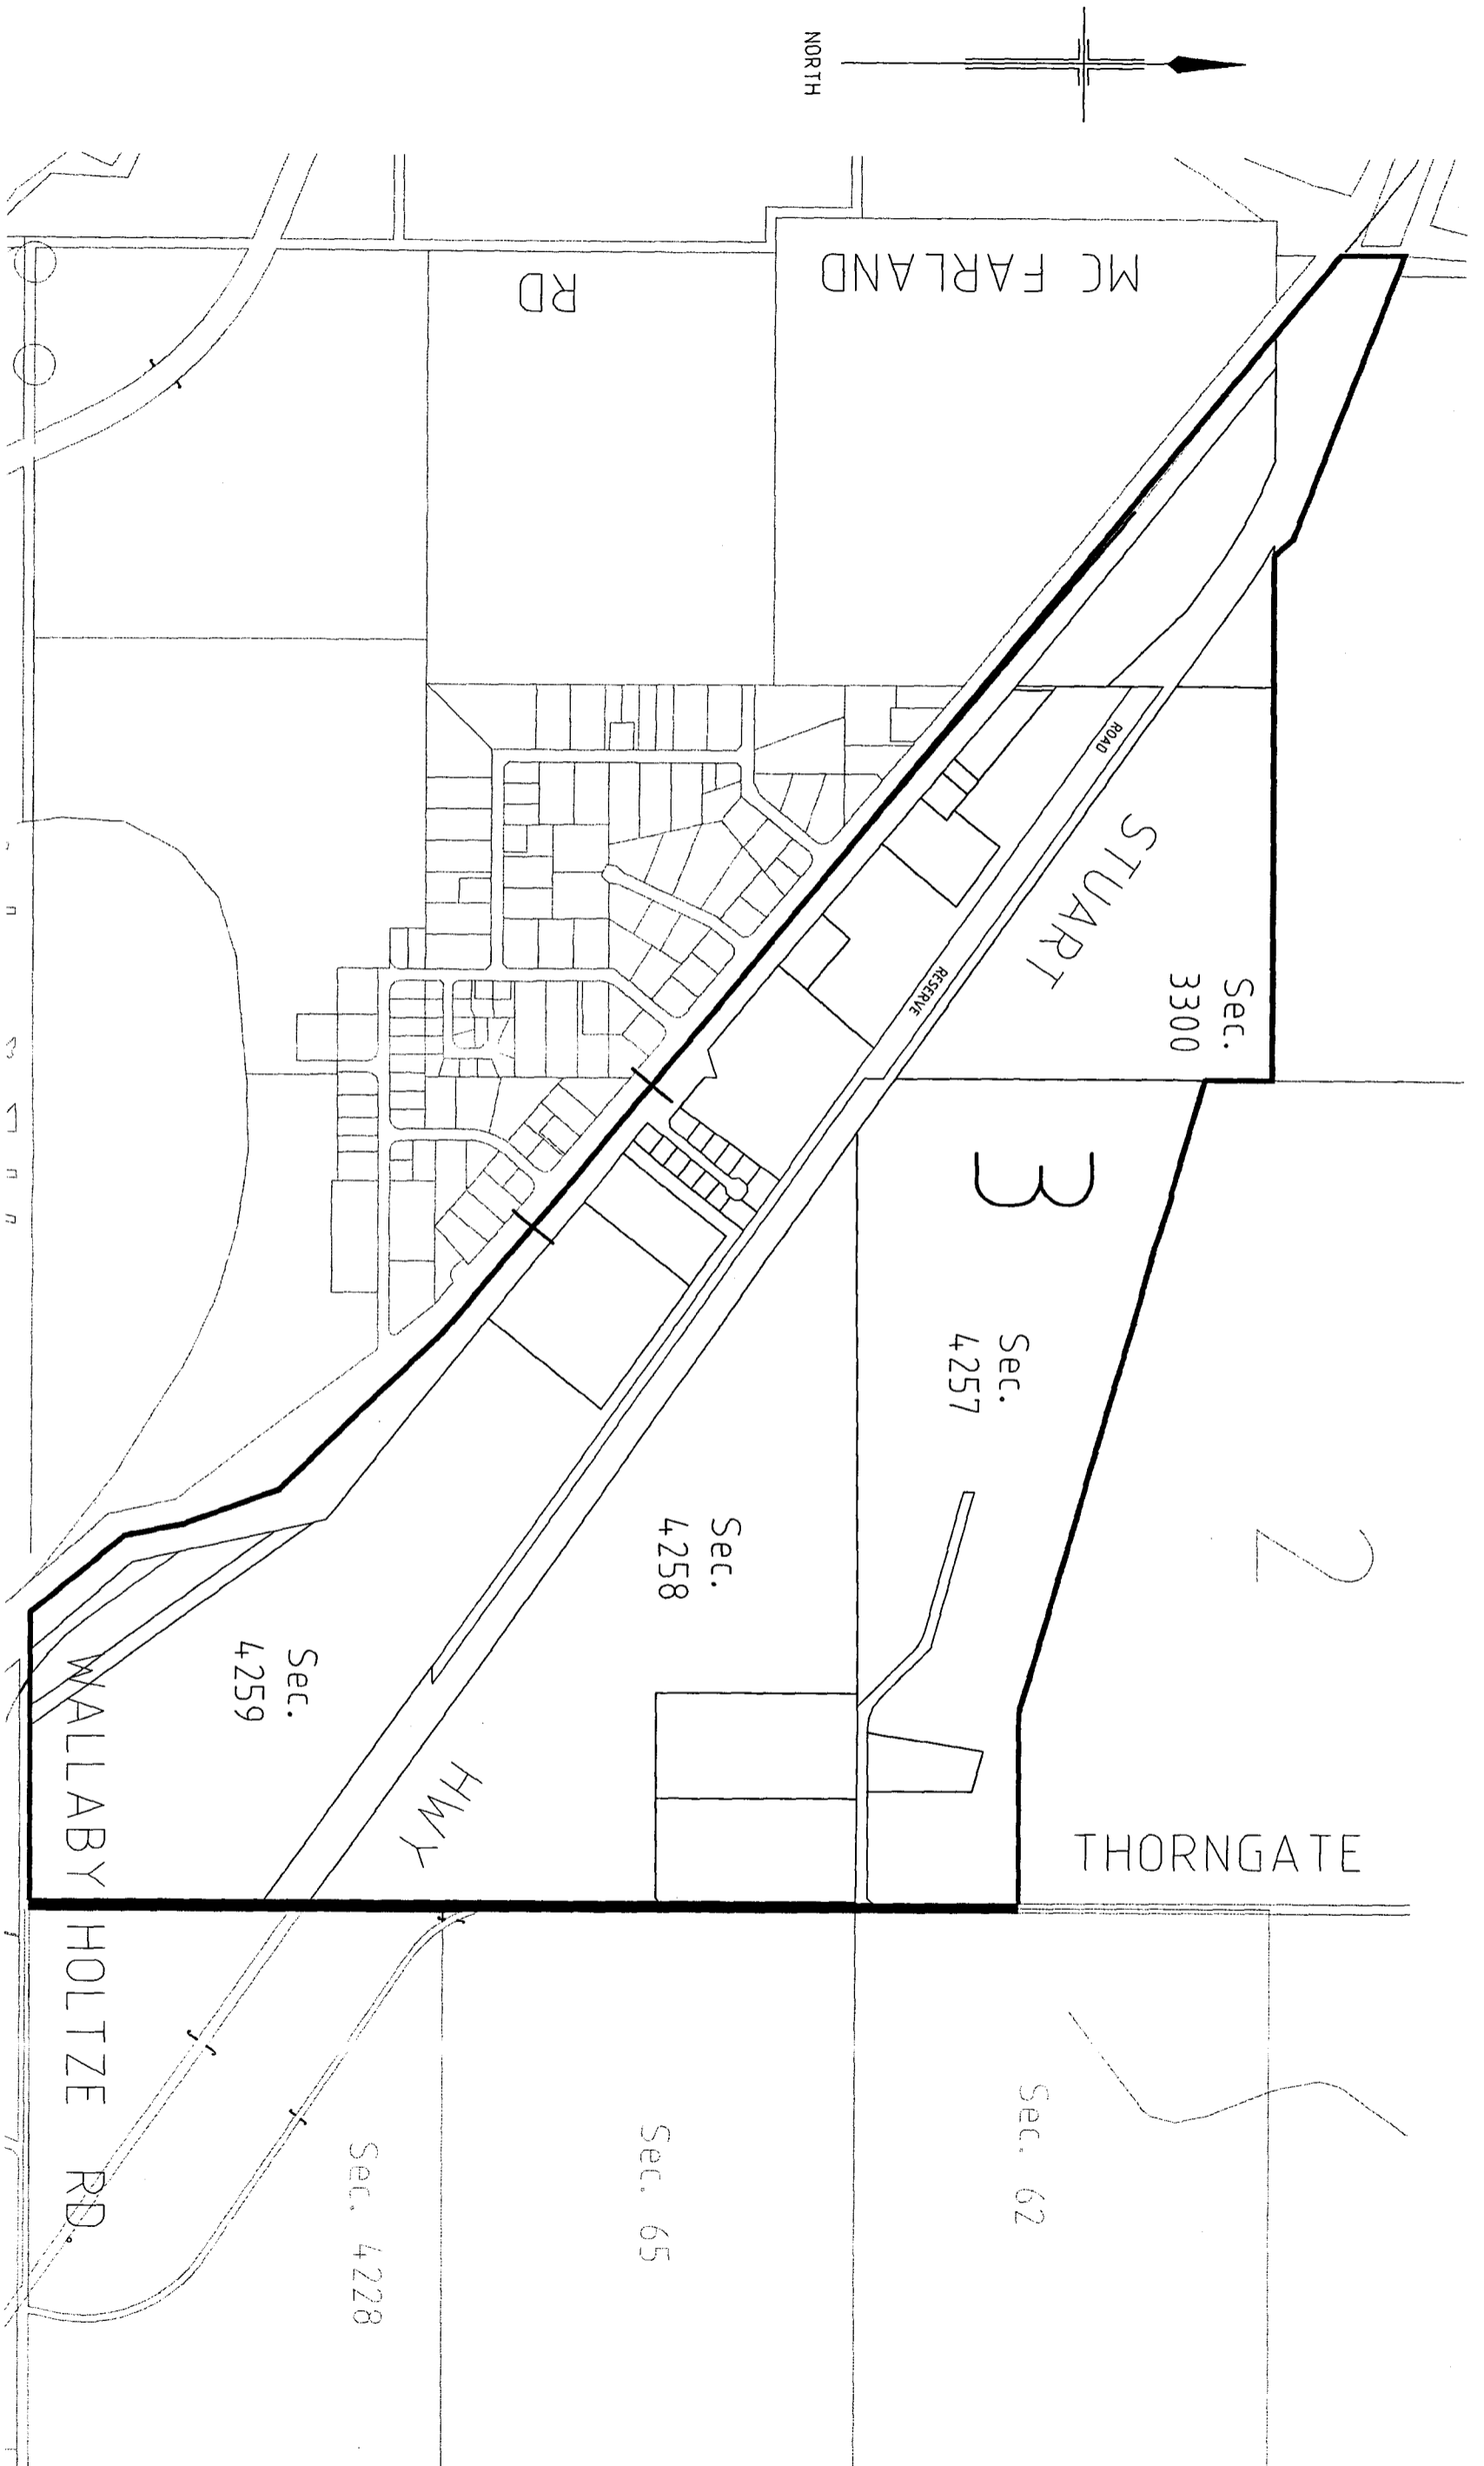 NORTH
MC FARLAND
RD
ROAD
RESERVE
STUART
HWY
Sec.
3300
3
Sec.
4257
2
Sec.
4258
Sec.
4259
THORNGATE
WALLABY HOLTZE RD.
Sec. 62
Sec. 65
Sec. 4228